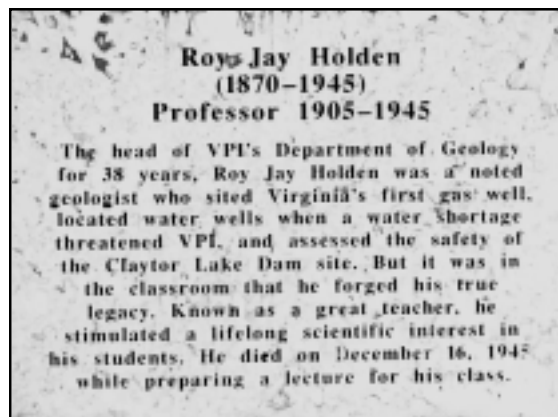 Roy Jay Holden
(1870–1945)
Professor 1905–1945
The head of VPI's Department of Geology
for 38 years, Roy Jay Holden was a noted
geologist who sited Virginia's first gas well,
located water wells when a water shortage
threatened VPI, and assessed the safety of
the Claytor Lake Dam site. But it was in
the classroom that he forged his true
legacy. Known as a great teacher, he
stimulated a lifelong scientific interest in
his students. He died on December 16, 1945
while preparing a lecture for his class.